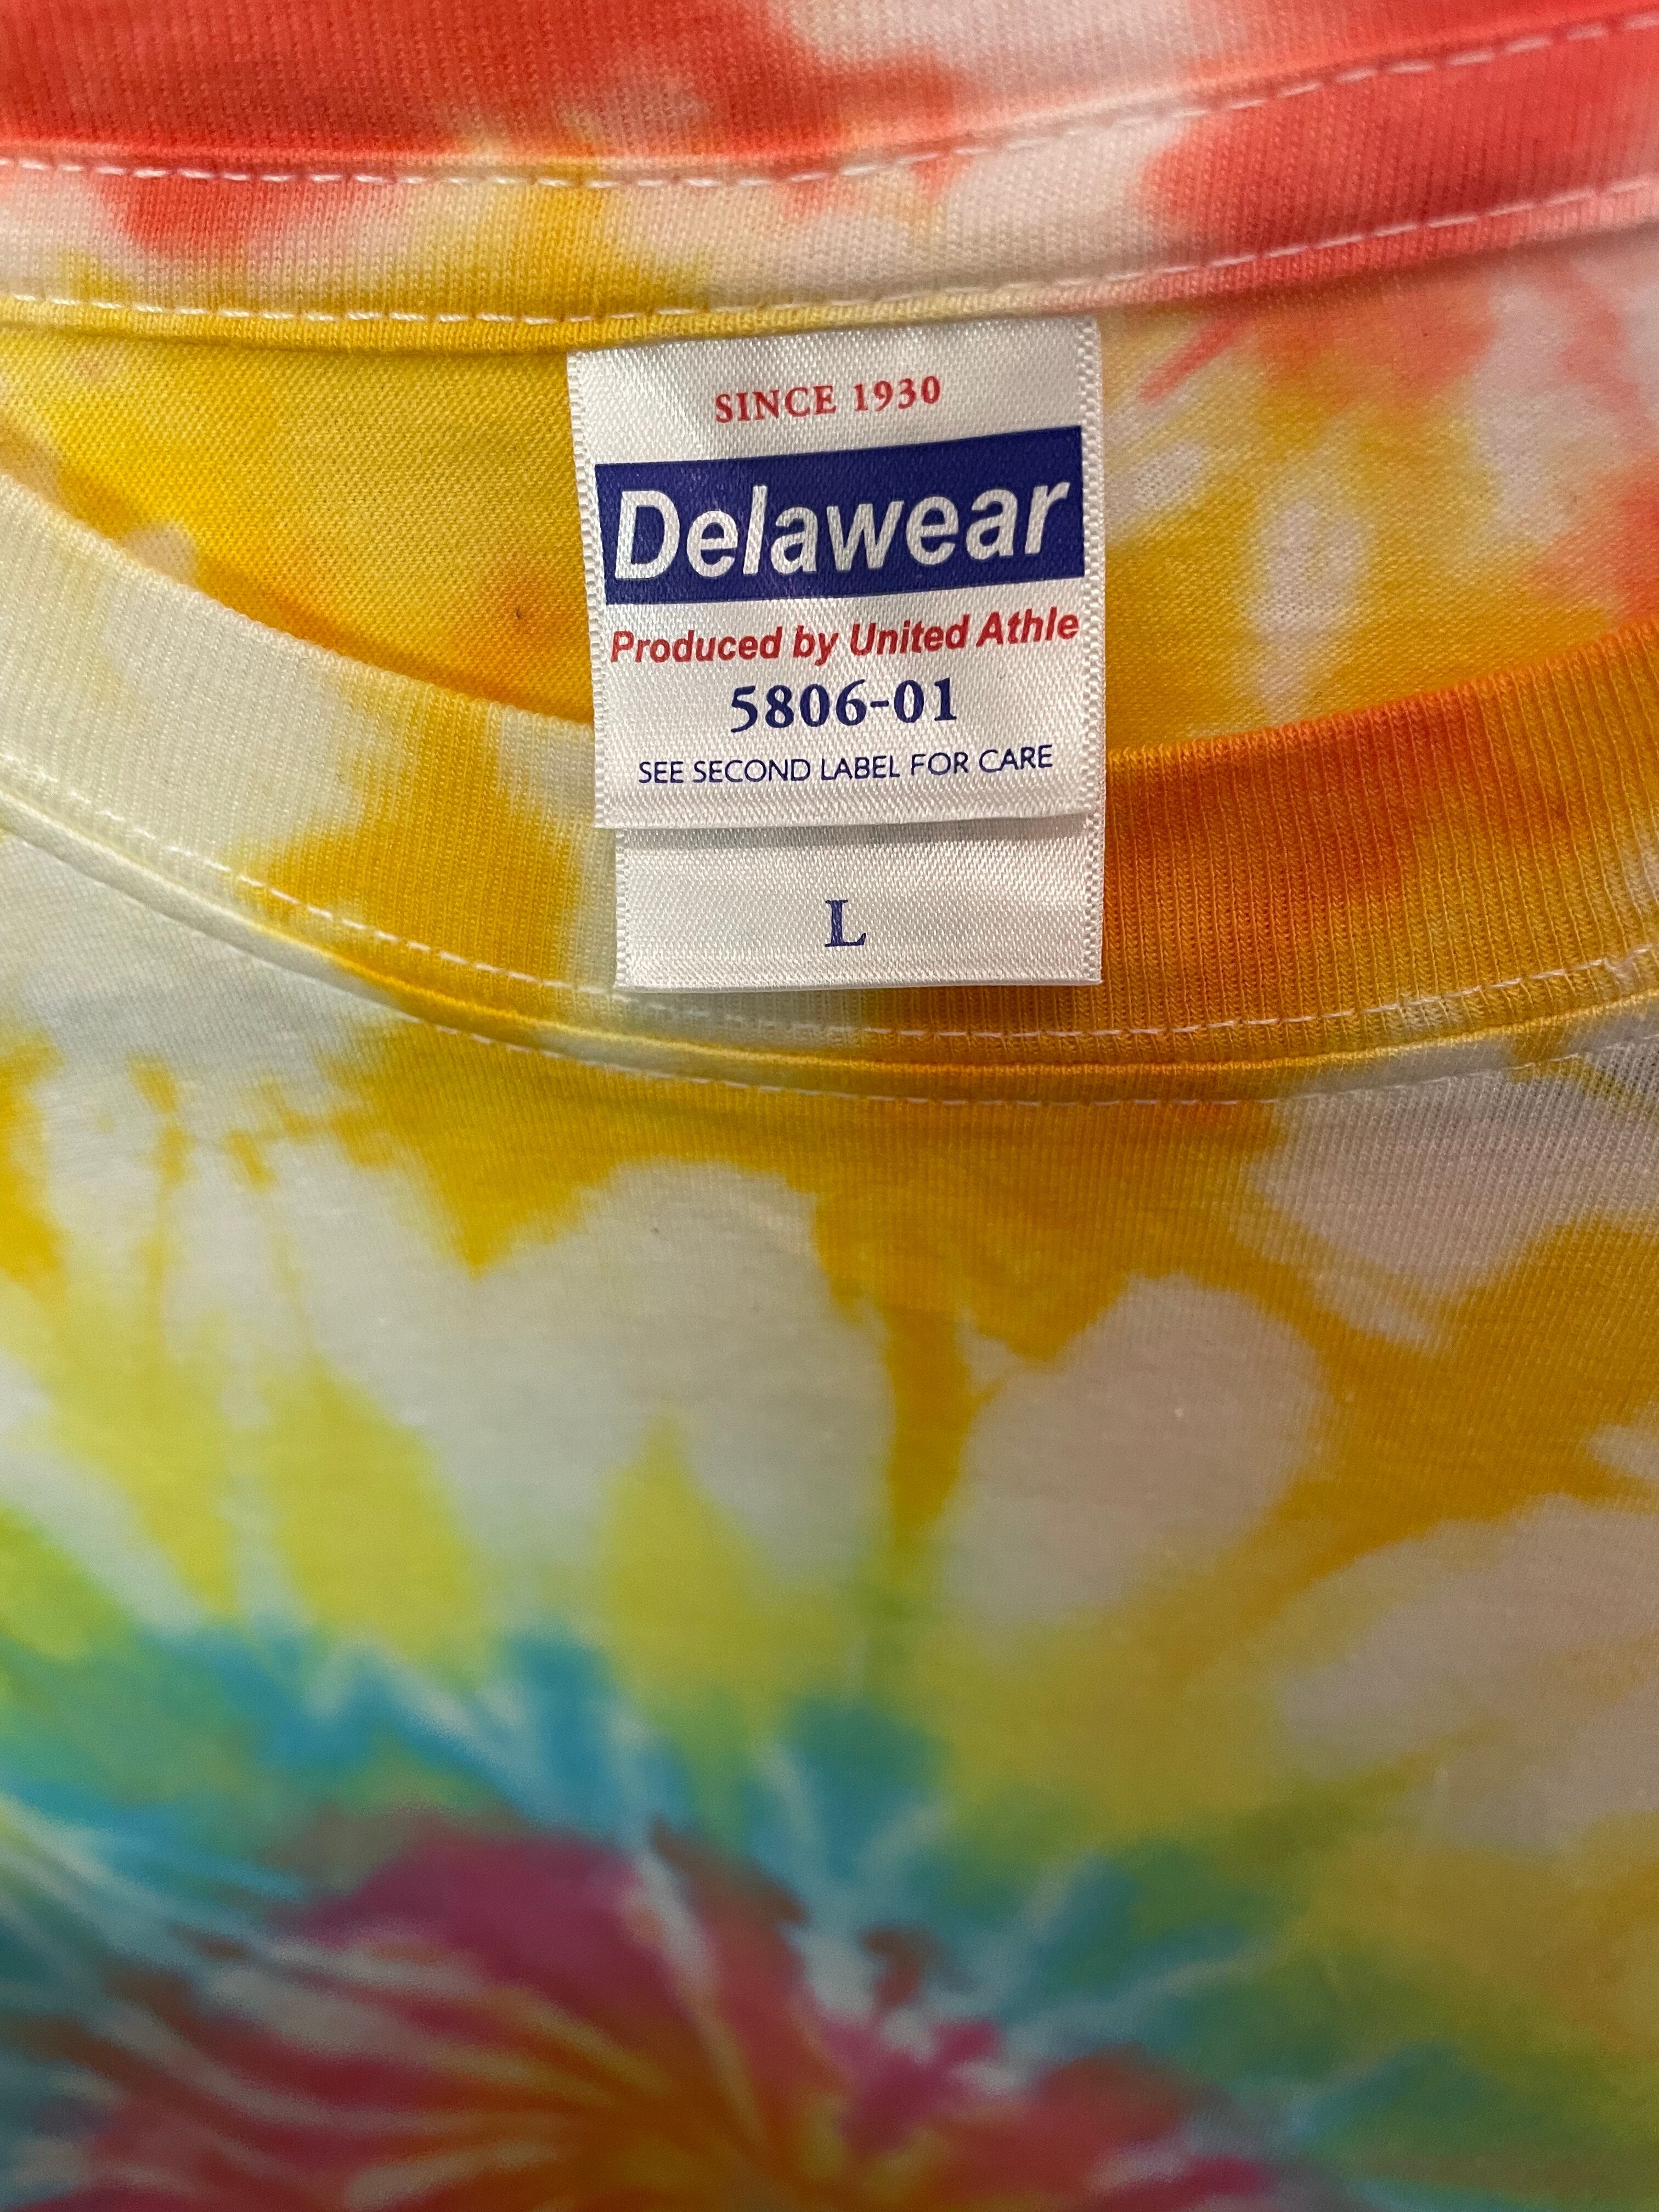 SINCE 1930
Delawear
Produced by United Athle
5806-01
SEE SECOND LABEL FOR CARE
L